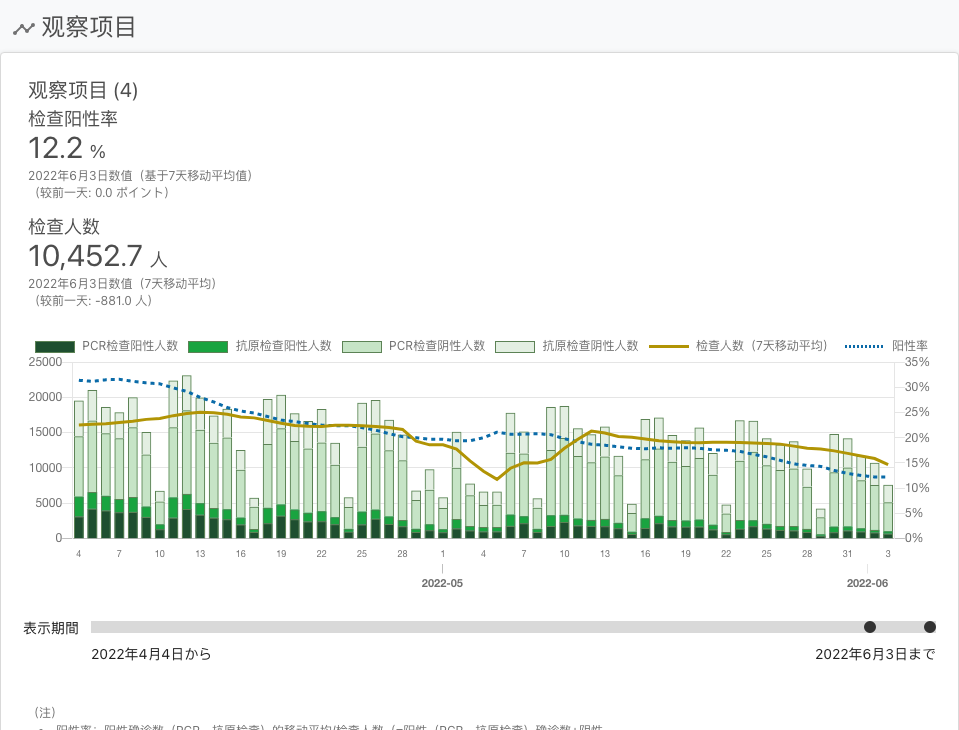 观察项目
观察项目 (4)
检查阳性率
12.2 %
2022年6月3日数值（基于7天移动平均值）
（较前一天: 0.0 ポイント）
检查人数
10,452.7 人
2022年6月3日数值（7天移动平均）
（较前一天: -881.0 人）
PCR检查阳性人数 抗原检查阳性人数 PCR检查阴性人数 抗原检查阴性人数 检查人数（7天移动平均） 阳性率
25000 35%
30%
20000
25%
15000 20%
15%
10000
10%
5000
5%
0 0%
4 7 10 13 16 19 22 25 28 1 4 7 10 13 16 19 22 25 28 31 3
2022-05 2022-06
表示期間
2022年4月4日から 2022年6月3日まで
（注）